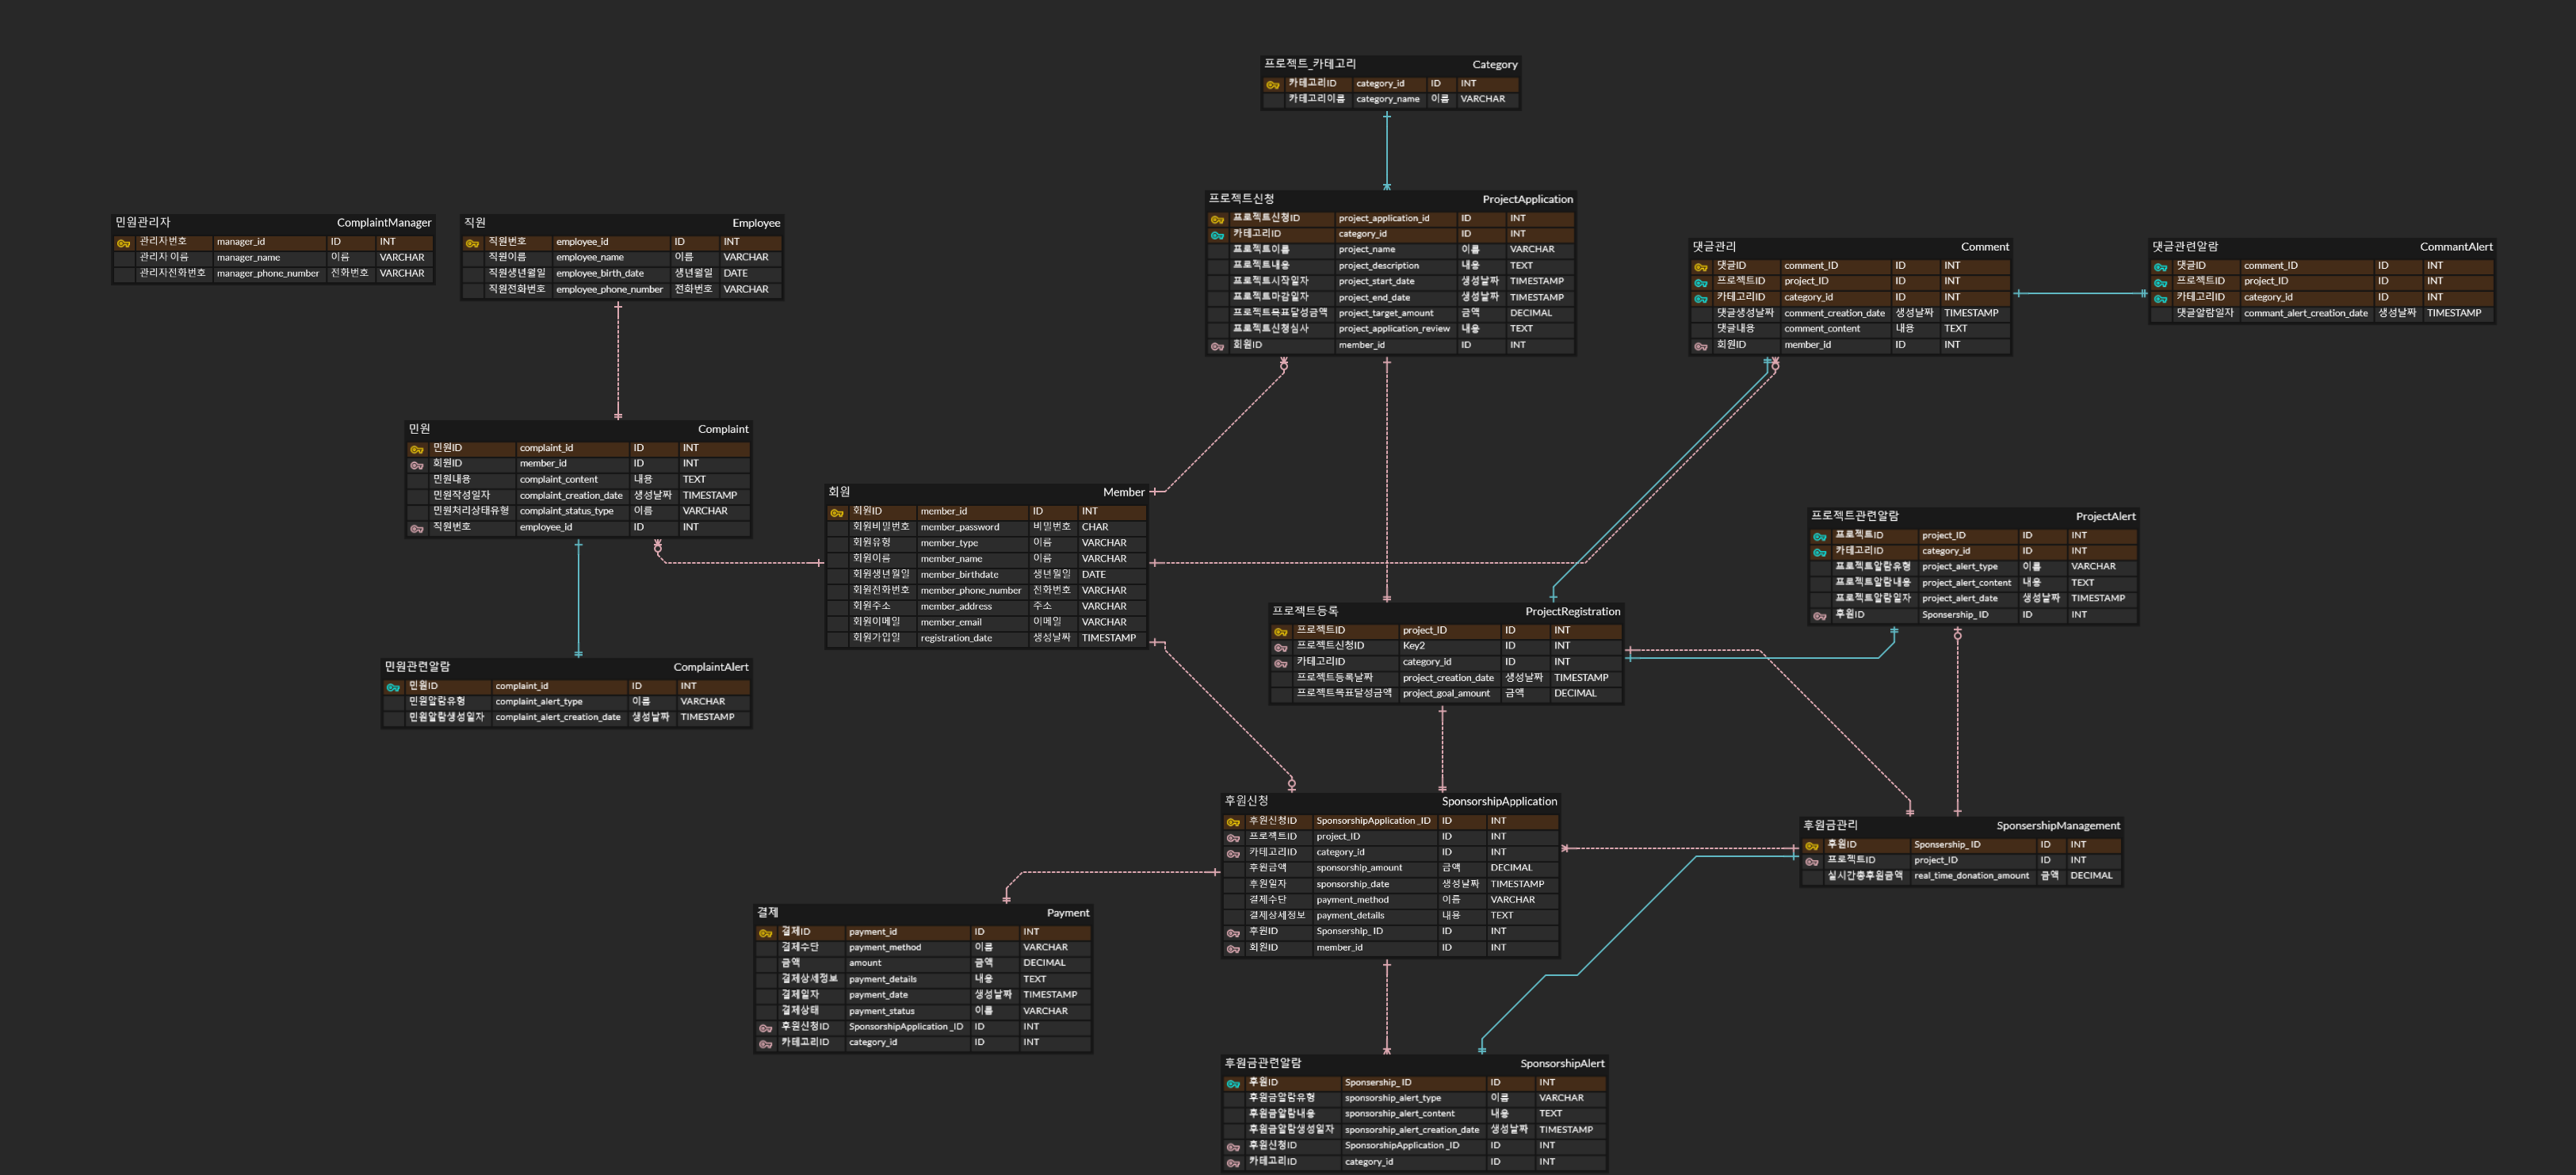 프로젝트_카테고리 Category
카테고리ID category_id ID INT
카테고리이름 category_name 이름 VARCHAR
프로젝트신청 ProjectApplication
프로젝트신청ID project_application_id ID INT
카테고리ID category_id ID INT
프로젝트이름 project_name 이름 VARCHAR
프로젝트내용 project_description 내용 TEXT
프로젝트시작일자 project_start_date 생성날짜 TIMESTAMP
프로젝트마감일자 project_end_date 생성날짜 TIMESTAMP
프로젝트목표달성금액 project_target_amount 금액 DECIMAL
프로젝트신청심사 project_application_review 내용 TEXT
회원ID member_id ID INT
민원관리자 ComplaintManager
관리자번호 manager_id ID INT
관리자 이름 manager_name 이름 VARCHAR
관리자전화번호 manager_phone_number 전화번호 VARCHAR
직원 Employee
직원번호 employee_id ID INT
직원이름 employee_name 이름 VARCHAR
직원생년월일 employee_birth_date 생년월일 DATE
직원전화번호 employee_phone_number 전화번호 VARCHAR
댓글관리 Comment
댓글ID comment_ID ID INT
프로젝트ID project_ID ID INT
카테고리ID category_id ID INT
댓글생성날짜 comment_creation_date 생성날짜 TIMESTAMP
댓글내용 comment_content 내용 TEXT
회원ID member_id ID INT
댓글관련알람 CommantAlert
댓글ID comment_ID ID INT
프로젝트ID project_ID ID INT
카테고리ID category_id ID INT
댓글알람일자 commant_alert_creation_date 생성날짜 TIMESTAMP
민원 Complaint
민원ID complaint_id ID INT
회원ID member_id ID INT
민원내용 complaint_content 내용 TEXT
민원작성일자 complaint_creation_date 생성날짜 TIMESTAMP
민원처리상태유형 complaint_status_type 이름 VARCHAR
직원번호 employee_id ID INT
회원 Member
회원ID member_id ID INT
회원비밀번호 member_password 비밀번호 CHAR
회원유형 member_type 이름 VARCHAR
회원이름 member_name 이름 VARCHAR
회원생년월일 member_birthdate 생년월일 DATE
회원전화번호 member_phone_number 전화번호 VARCHAR
회원주소 member_address 주소 VARCHAR
회원이메일 member_email 이메일 VARCHAR
회원가입일 registration_date 생성날짜 TIMESTAMP
프로젝트관련알람 ProjectAlert
프로젝트ID project_ID ID INT
카테고리ID category_id ID INT
프로젝트알람유형 project_alert_type 이름 VARCHAR
프로젝트알람내용 project_alert_content 내용 TEXT
프로젝트알람일자 project_alert_date 생성날짜 TIMESTAMP
후원ID Sponsership_ID ID INT
프로젝트등록 ProjectRegistration
프로젝트ID project_ID ID INT
프로젝트신청ID Key2 ID INT
카테고리ID category_id ID INT
프로젝트등록날짜 project_creation_date 생성날짜 TIMESTAMP
프로젝트목표달성금액 project_goal_amount 금액 DECIMAL
민원관련알람 ComplaintAlert
민원ID complaint_id ID INT
민원알람유형 complaint_alert_type 이름 VARCHAR
민원알람생성일자 complaint_alert_creation_date 생성날짜 TIMESTAMP
후원신청 SponsorshipApplication
후원신청ID SponsorshipApplication_ID ID INT
프로젝트ID project_ID ID INT
카테고리ID category_id ID INT
후원금액 sponsorship_amount 금액 DECIMAL
후원일자 sponsorship_date 생성날짜 TIMESTAMP
결제수단 payment_method 이름 VARCHAR
결제상세정보 payment_details 내용 TEXT
후원ID Sponsership_ID ID INT
회원ID member_id ID INT
후원금관리 SponsershipManagement
후원ID Sponsership_ID ID INT
프로젝트ID project_ID ID INT
실시간총후원금액 real_time_donation_amount 금액 DECIMAL
결제 Payment
결제ID payment_id ID INT
결제수단 payment_method 이름 VARCHAR
금액 amount 금액 DECIMAL
결제상세정보 payment_details 내용 TEXT
결제일자 payment_date 생성날짜 TIMESTAMP
결제상태 payment_status 이름 VARCHAR
후원신청ID SponsorshipApplication_ID ID INT
카테고리ID category_id ID INT
후원금관련알람 SponsorshipAlert
후원ID Sponsership_ID ID INT
후원금알람유형 sponsorship_alert_type 이름 VARCHAR
후원금알람내용 sponsorship_alert_content 내용 TEXT
후원금알람생성일자 sponsorship_alert_creation_date 생성날짜 TIMESTAMP
후원신청ID SponsorshipApplication_ID ID INT
카테고리ID category_id ID INT